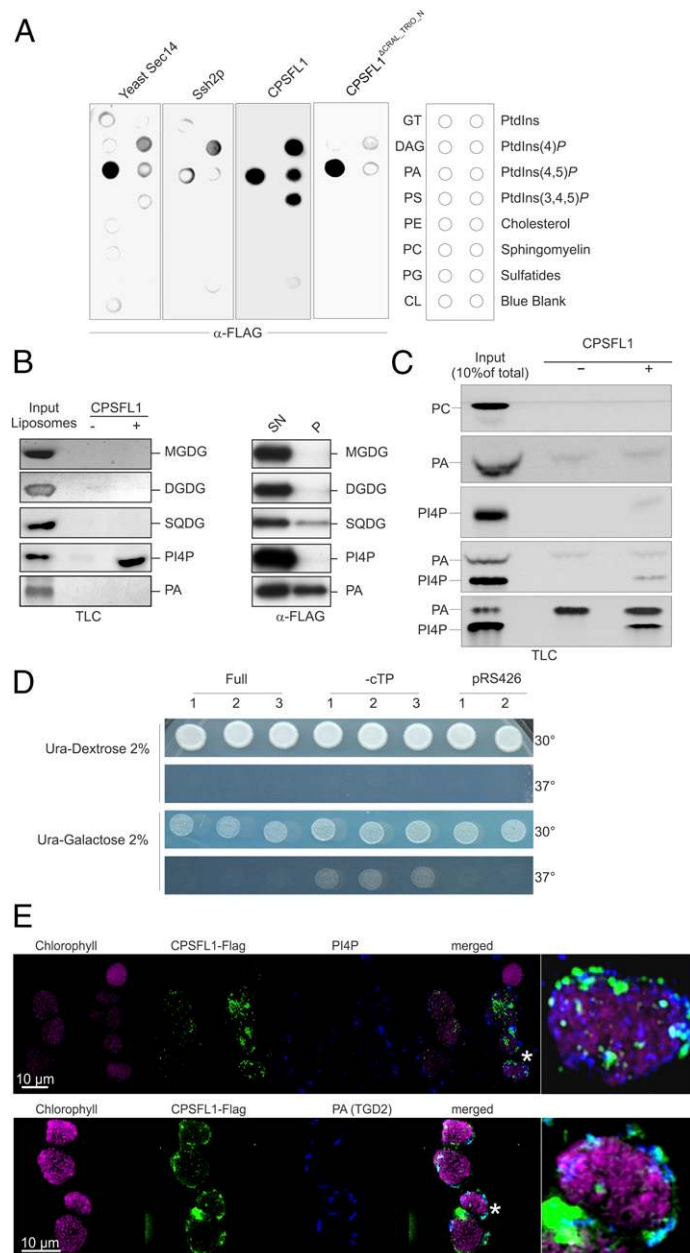 A
Yeast Sec14
Ssh2p
CPSFL1
CPSFL1ΔCRAL_TRIO_N
GT PtdIns
DAG PtdIns(4)P
PA PtdIns(4,5)P
PS PtdIns(3,4,5)P
PE Cholesterol
PC Sphingomyelin
PG Sulfatides
CL Blue Blank
α-FLAG
B
Input Liposomes
CPSFL1
- +
MGDG
DGDG
SQDG
PI4P
PA
TLC
SN P
MGDG
DGDG
SQDG
PI4P
PA
α-FLAG
C
Input
(10%of total)
CPSFL1
− +
PC
PA
PI4P
PA
PI4P
PA
PI4P
TLC
D
Full -cTP pRS426
1 2 3 1 2 3 1 2
Ura-Dextrose 2%
30°
37°
Ura-Galactose 2%
30°
37°
E
Chlorophyll CPSFL1-Flag PI4P merged
*
10 µm
Chlorophyll CPSFL1-Flag PA (TGD2) merged
*
10 µm